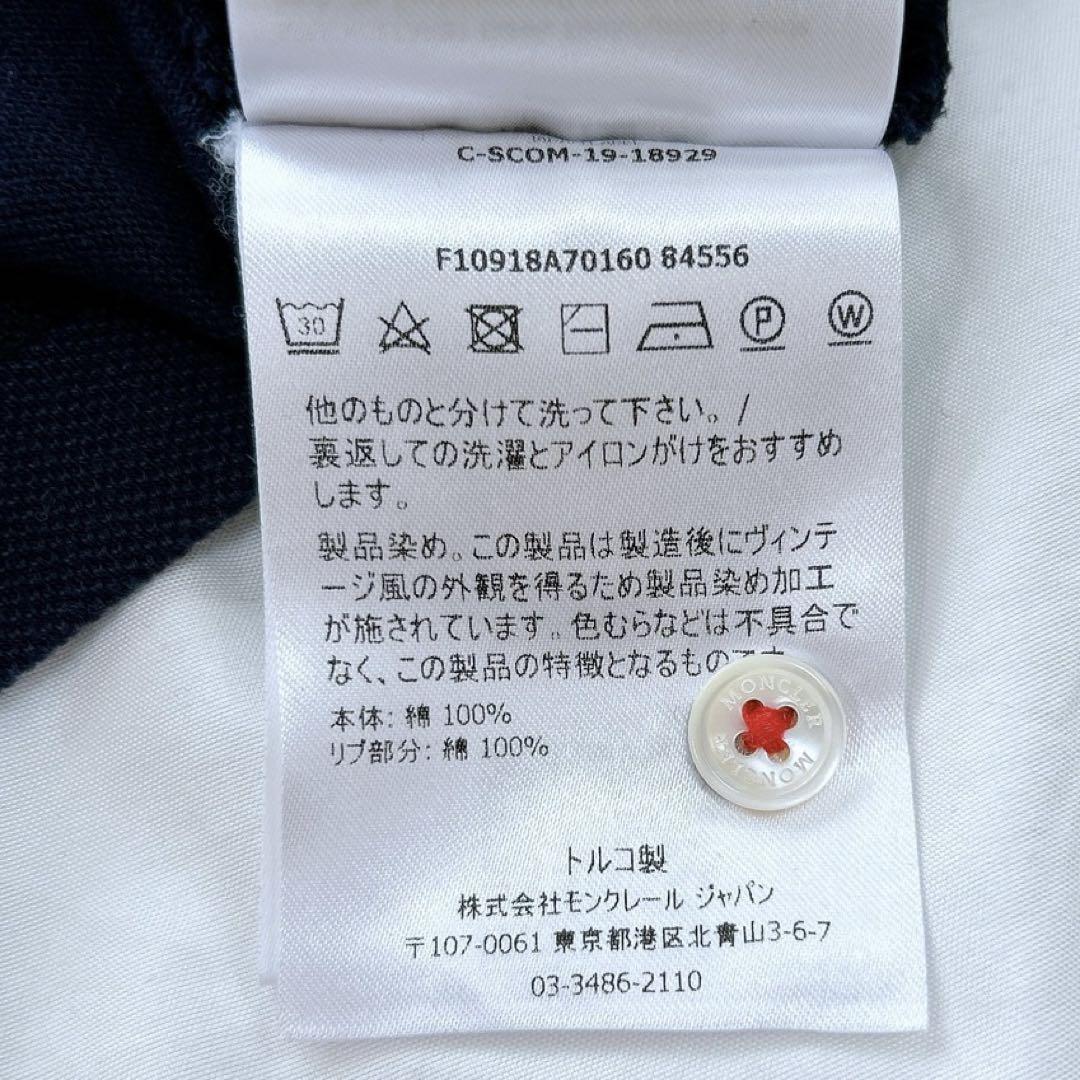 C-SCOM-19-18929
F10918A70160 84556
30 P W
他のものと分けて洗って下さい。/
裏返しての洗濯とアイロンがけをおすすめ
します。
製品染め。この製品は製造後にヴィンテ
ージ風の外観を得るため製品染め加工
が施されています。色むらなどは不具合で
なく、この製品の特徴となるもの
本体: 綿 100%
リブ部分: 綿 100%
MONCLER
MONCLER
トルコ製
株式会社モンクレール ジャパン
〒107-0061 東京都港区北青山3-6-7
03-3486-2110